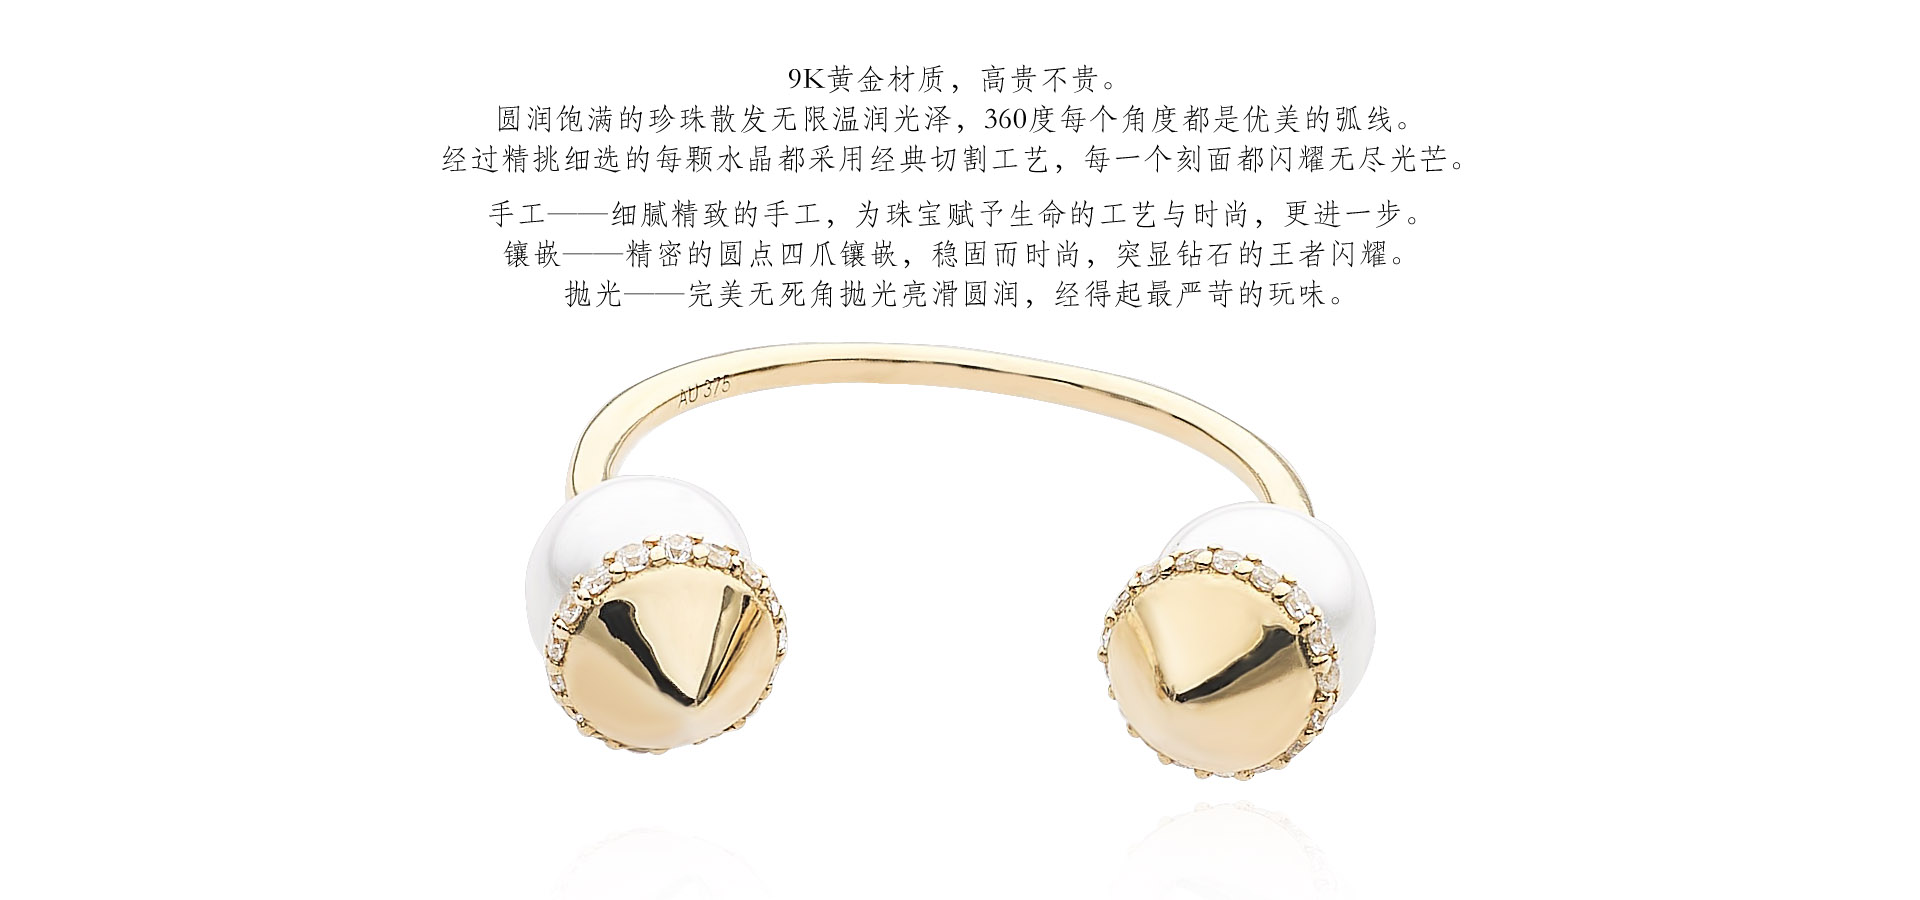 9K黄金材质，高贵不贵。
圆润饱满的珍珠散发无限温润光泽，360度每个角度都是优美的弧线。
经过精挑细选的每颗水晶都采用经典切割工艺，每一个刻面都闪耀无尽光芒。
手工——细腻精致的手工，为珠宝赋予生命的工艺与时尚，更进一步。
镶嵌——精密的圆点四爪镶嵌，稳固而时尚，突显钻石的王者闪耀。
抛光——完美无死角抛光亮滑圆润，经得起最严苛的玩味。
AU 375